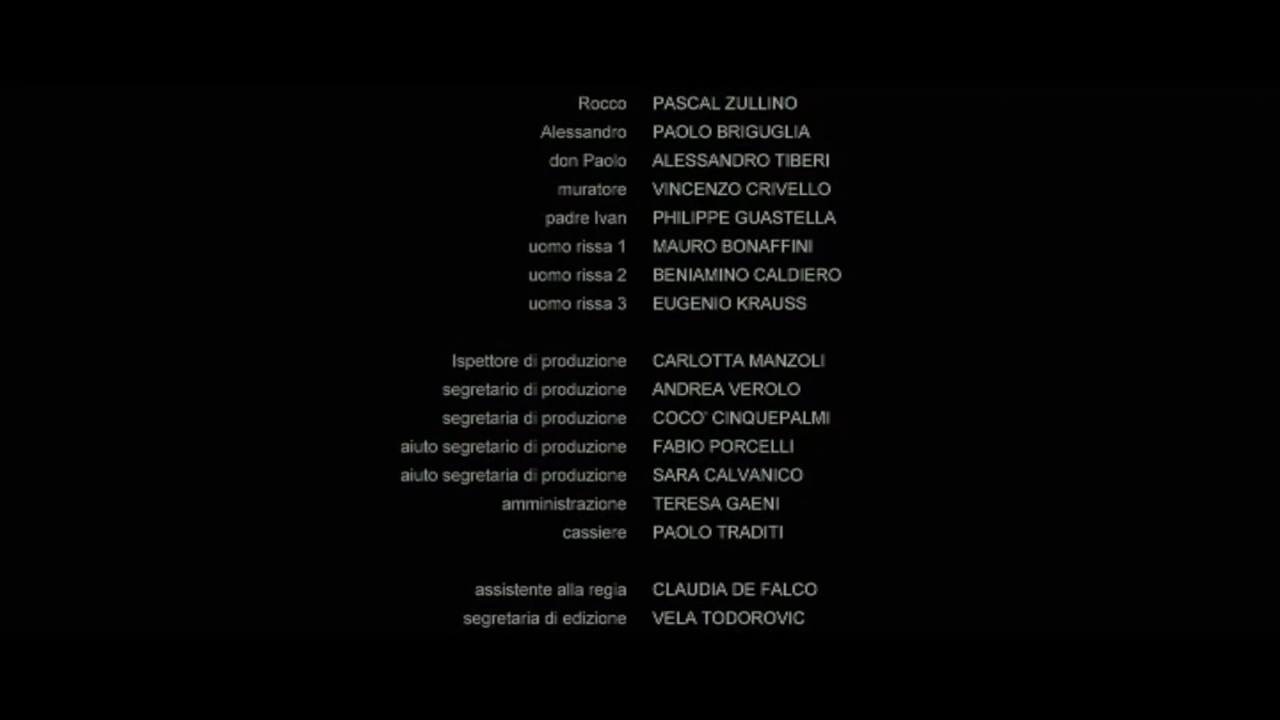 Rocco PASCAL ZULLINO
Alessandro PAOLO BRIGUGLIA
don Paolo ALESSANDRO TIBERI
muratore VINCENZO CRIVELLO
padre Ivan PHILIPPE GUASTELLA
uomo rissa 1 MAURO BONAFFINI
uomo rissa 2 BENIAMINO CALDIERO
uomo rissa 3 EUGENIO KRAUSS
Ispettore di produzione CARLOTTA MANZOLI
segretario di produzione ANDREA VEROLO
segretaria di produzione COCO' CINQUEPALMI
aiuto segretario di produzione FABIO PORCELLI
aiuto segretaria di produzione SARA CALVANICO
amministrazione TERESA GAENI
cassiere PAOLO TRADITI
assistente alla regia CLAUDIA DE FALCO
segretaria di edizione VELA TODOROVIC